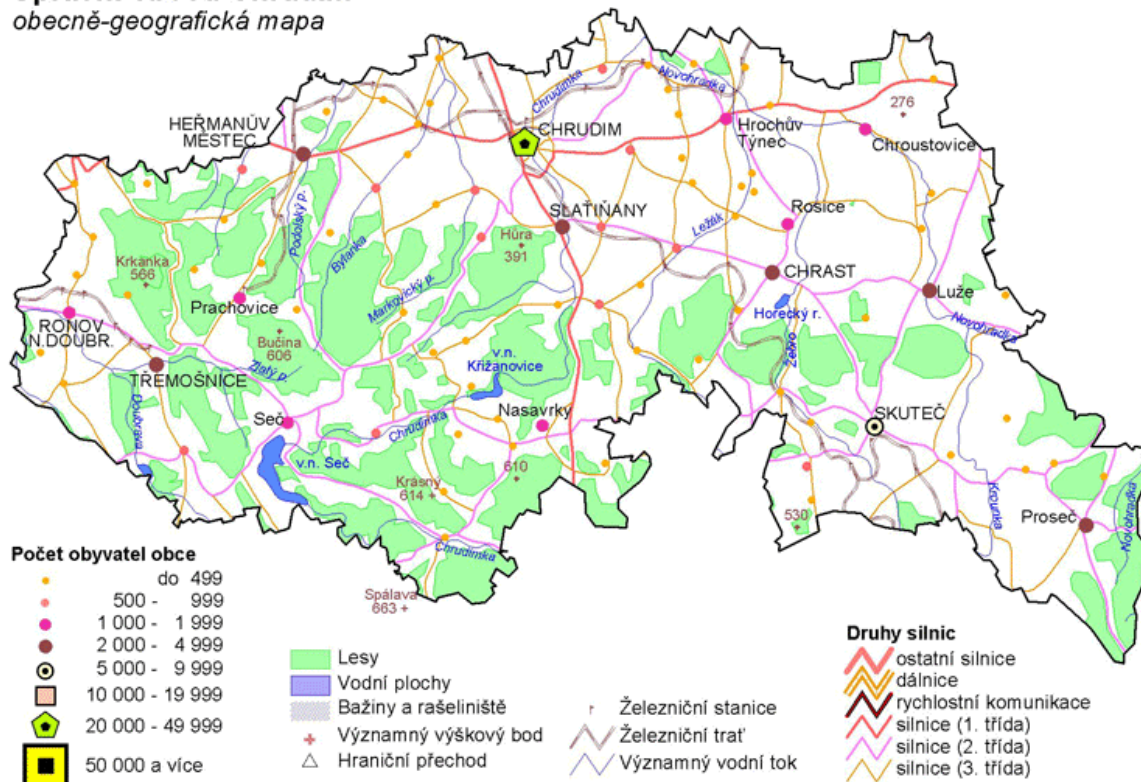 obecně-geografická mapa
276
Novohradka
Chrudimka
HEŘMANŮV
MĚSTEC
CHRUDIM
Hrochův
Týnec
Chroustovice
SLATIŇANY
Rosice
Ležák
Podolský p.
Bylanka
Húra
391
Krkanka
566
Markovický p.
CHRAST
Prachovice
Luže
Horecký r.
RONOV
N.DOUBR.
Bučina
606
Novohradka
v.n.
Křižanovice
Žebro
Zlatý p.
TŘEMOŠNICE
Doubrava
Seč
Chrudimka
Nasavrky
SKUTEČ
v.n. Seč
610
Krásný
614
Krounka
530
Proseč
Novohradka
Chrudimka
Spálava
663
Počet obyvatel obce
do 499
500 - 999
1 000 - 1 999
2 000 - 4 999
5 000 - 9 999
10 000 - 19 999
20 000 - 49 999
50 000 a více
Lesy
Vodní plochy
Bažiny a rašeliniště
Významný výškový bod
Hraniční přechod
Železniční stanice
Železniční trať
Významný vodní tok
Druhy silnic
ostatní silnice
dálnice
rychlostní komunikace
silnice (1. třída)
silnice (2. třída)
silnice (3. třída)